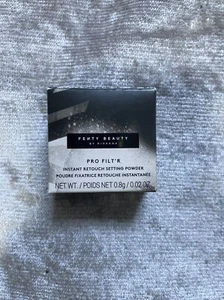 FENTY BEAUTY
BY RIHANNA
PRO FILT'R
INSTANT RETOUCH SETTING POWDER
POUDRE FIXATRICE RETOUCHE INSTANTANÉE
NET WT. / POIDS NET 0.8g / 0.02 OZ.